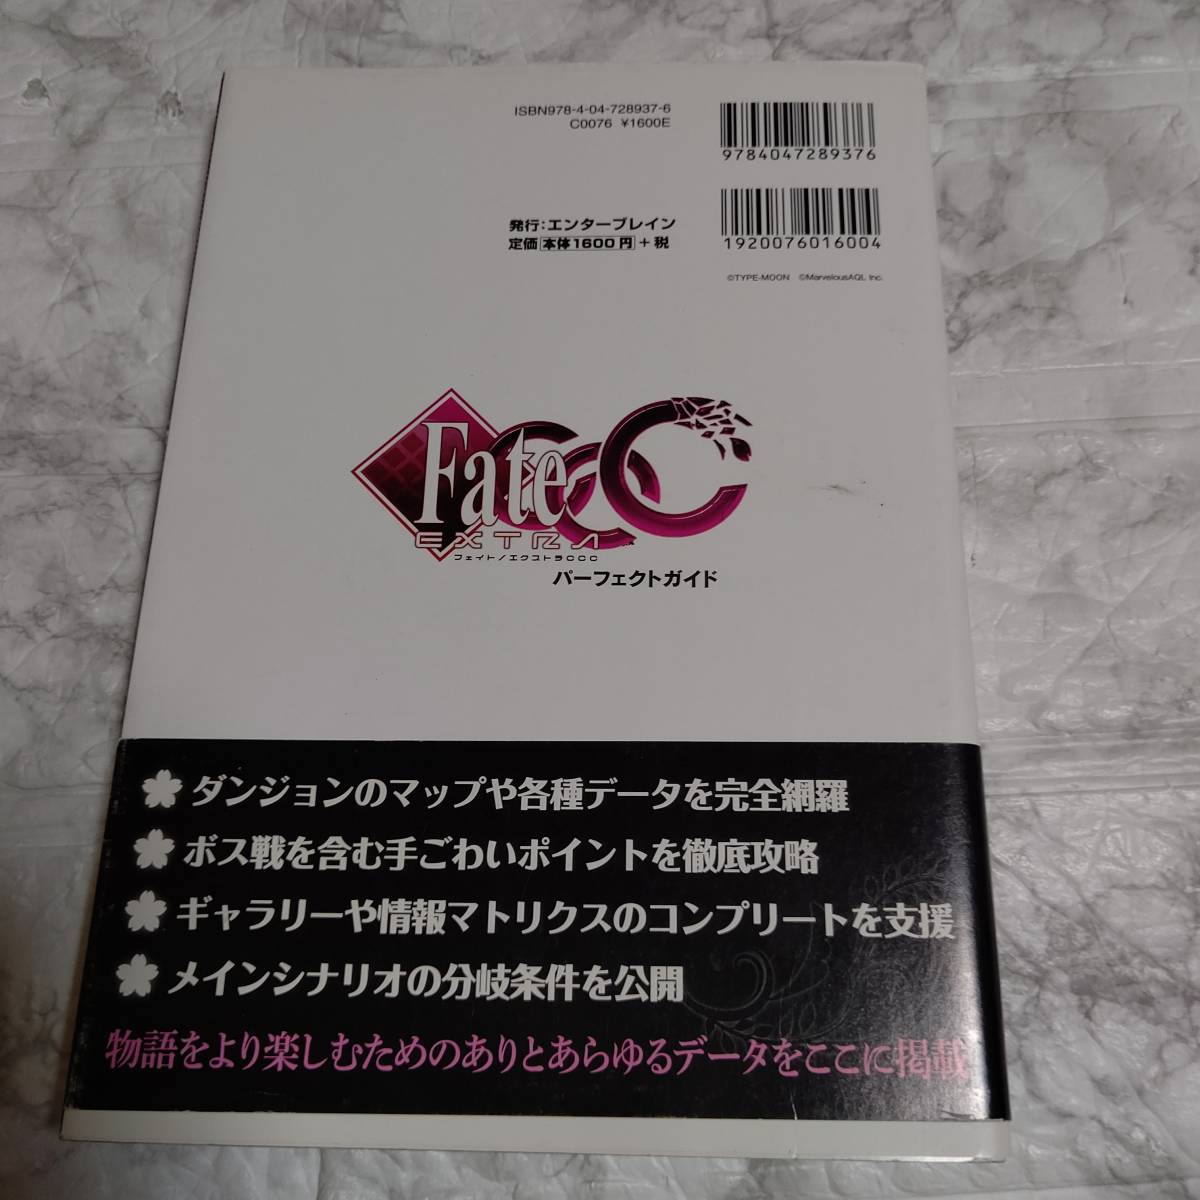 ISBN978-4-04-728937-6
C0076 ¥1600E
9784047289376
発行:エンターブレイン
定価 本体1600円 +税
1920076016004
©TYPE-MOON ©MarvelousAQL Inc.
Fate CCC
EXTRA
フェイト/エクストラCCC
パーフェクトガイド
ダンジョンのマップや各種データを完全網羅
ボス戦を含む手ごわいポイントを徹底攻略
ギャラリーや情報マトリクスのコンプリートを支援
メインシナリオの分岐条件を公開
物語をより楽しむためのありとあらゆるデータをここに掲載